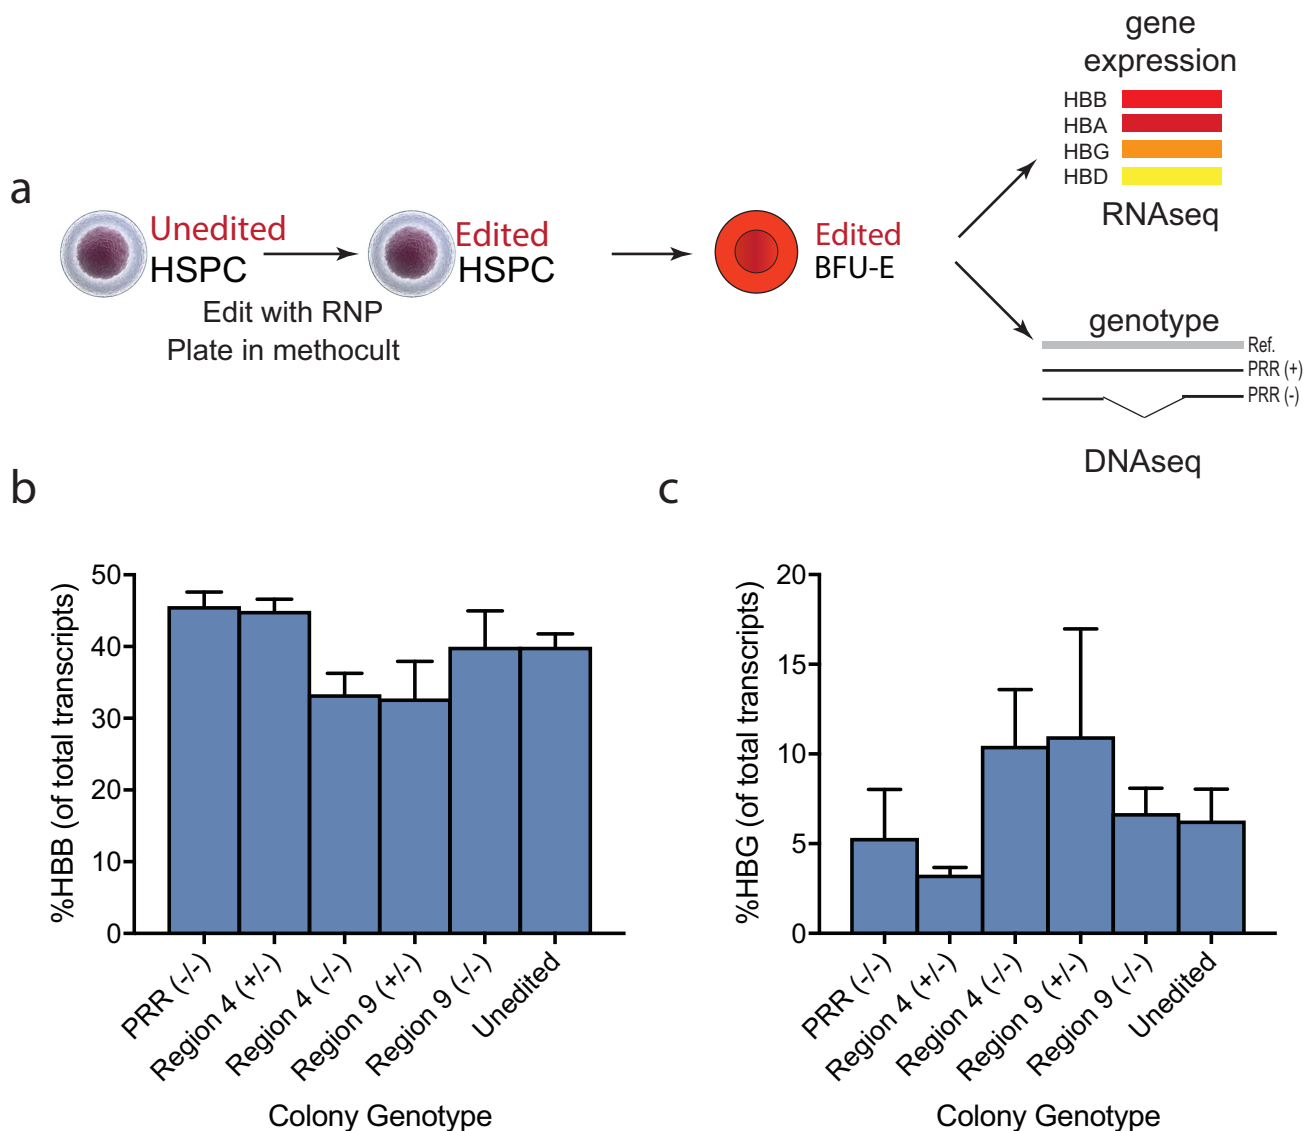 a
Unedited
HSPC
Edit with RNP
Plate in methocult
Edited
HSPC
Edited
BFU-E
gene
expression
HBB
HBA
HBG
HBD
RNAseq
genotype
Ref.
PRR (+)
PRR (-)
DNAseq
b
%HBB (of total transcripts)
50
40
30
20
10
0
PRR (-/-)
Region 4 (+/-)
Region 4 (-/-)
Region 9 (+/-)
Region 9 (-/-)
Unedited
Colony Genotype
c
%HBG (of total transcripts)
20
15
10
5
0
PRR (-/-)
Region 4 (+/-)
Region 4 (-/-)
Region 9 (+/-)
Region 9 (-/-)
Unedited
Colony Genotype